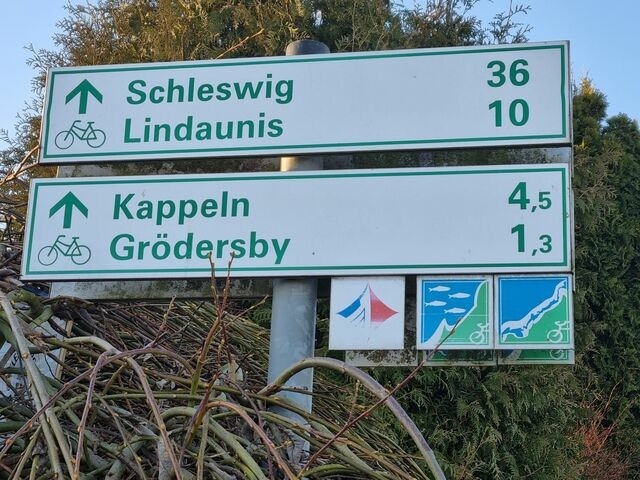 Schleswig 36
Lindaunis 10
Kappeln 4,5
Grödersby 1,3